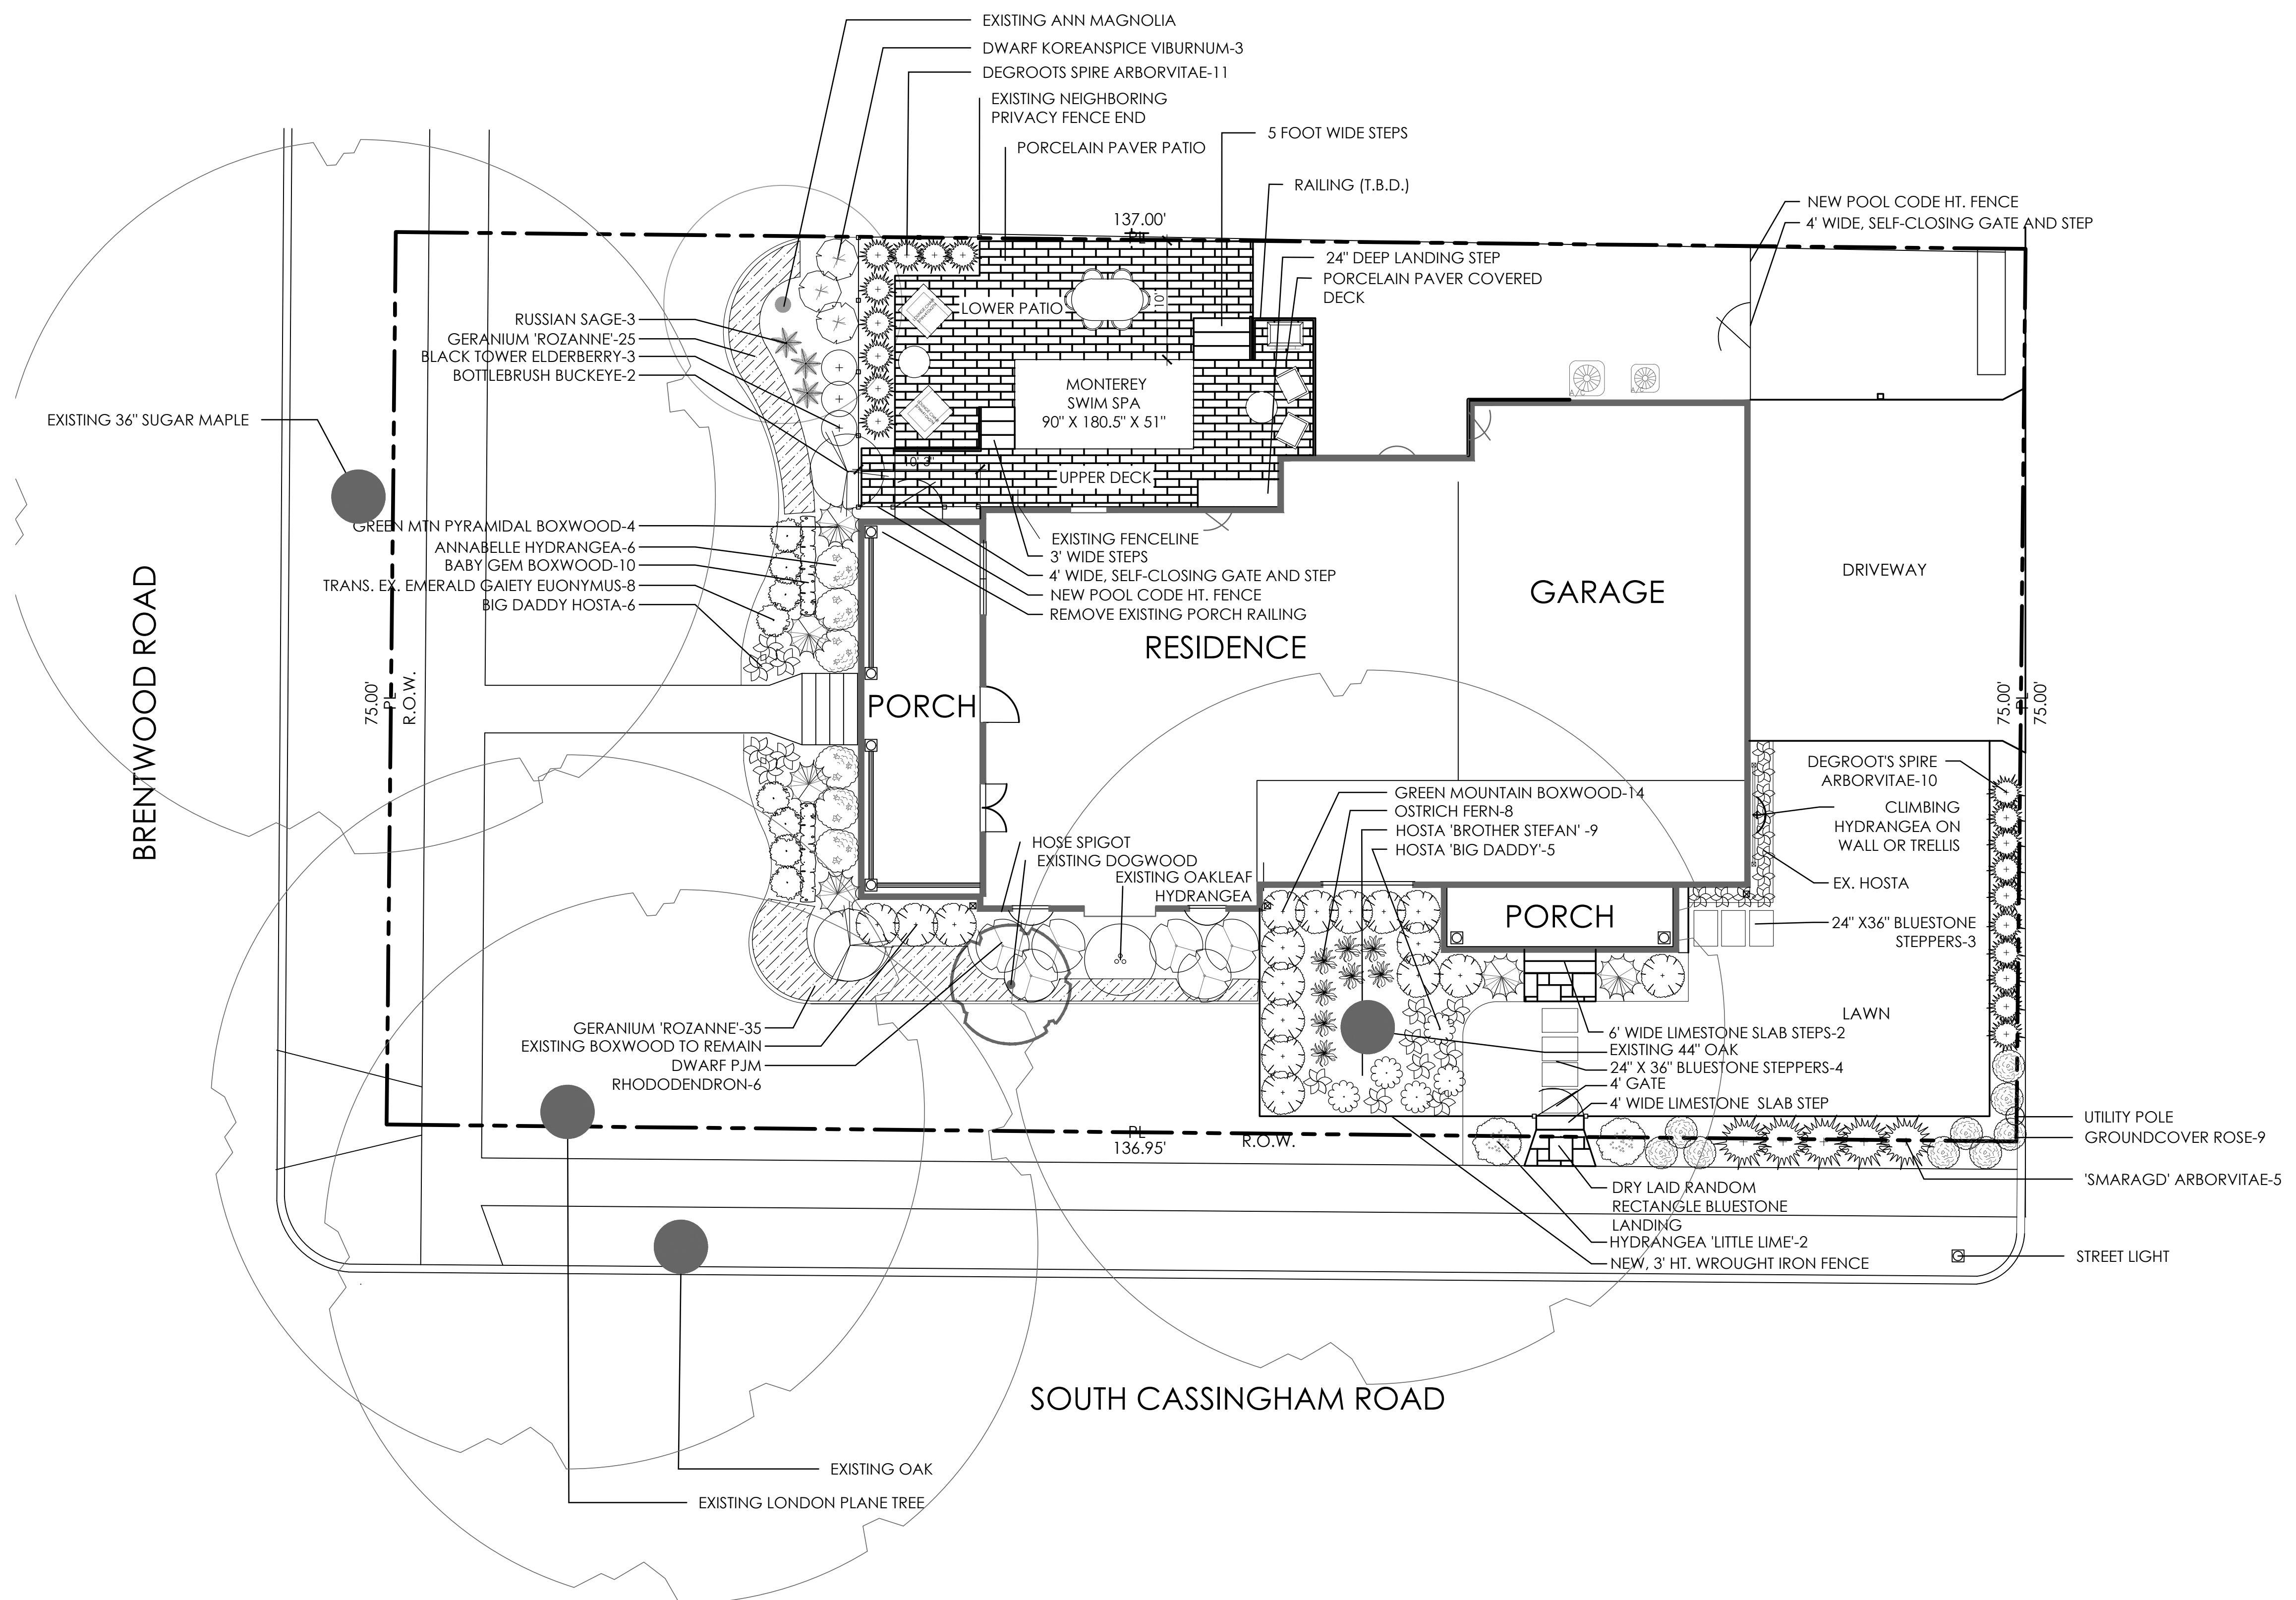 EXISTING ANN MAGNOLIA
DWARF KOREANSPICE VIBURNUM-3
DEGROOTS SPIRE ARBORVITAE-11
EXISTING NEIGHBORING
PRIVACY FENCE END
5 FOOT WIDE STEPS
PORCELAIN PAVER PATIO
RAILING (T.B.D.)
NEW POOL CODE HT. FENCE
4' WIDE, SELF-CLOSING GATE AND STEP
137.00'
PL
24" DEEP LANDING STEP
PORCELAIN PAVER COVERED
DECK
LOWER PATIO
10'
RUSSIAN SAGE-3
GERANIUM 'ROZANNE'-25
BLACK TOWER ELDERBERRY-3
BOTTLEBRUSH BUCKEYE-2
MONTEREY
SWIM SPA
90" X 180.5" X 51"
A/C
A/C
EXISTING 36" SUGAR MAPLE
10' 3"
UPPER DECK
GREEN MTN PYRAMIDAL BOXWOOD-4
ANNABELLE HYDRANGEA-6
BABY GEM BOXWOOD-10
TRANS. EX. EMERALD GAIETY EUONYMUS-8
BIG DADDY HOSTA-6
EXISTING FENCELINE
3' WIDE STEPS
4' WIDE, SELF-CLOSING GATE AND STEP
NEW POOL CODE HT. FENCE
REMOVE EXISTING PORCH RAILING
GARAGE
DRIVEWAY
RESIDENCE
BRENTWOOD ROAD
75.00'
PL
R.O.W.
PORCH
75.00'
PL
75.00'
DEGROOT'S SPIRE
ARBORVITAE-10
CLIMBING
HYDRANGEA ON
WALL OR TRELLIS
EX. HOSTA
24" X36" BLUESTONE
STEPPERS-3
GREEN MOUNTAIN BOXWOOD-14
OSTRICH FERN-8
HOSTA 'BROTHER STEFAN' -9
HOSTA 'BIG DADDY'-5
HOSE SPIGOT
EXISTING DOGWOOD
EXISTING OAKLEAF
HYDRANGEA
PORCH
LAWN
GERANIUM 'ROZANNE'-35
EXISTING BOXWOOD TO REMAIN
DWARF PJM
RHODODENDRON-6
6' WIDE LIMESTONE SLAB STEPS-2
EXISTING 44" OAK
24" X 36" BLUESTONE STEPPERS-4
4' GATE
4' WIDE LIMESTONE  SLAB STEP
UTILITY POLE
GROUNDCOVER ROSE-9
PL
136.95'
R.O.W.
'SMARAGD' ARBORVITAE-5
DRY LAID RANDOM
RECTANGLE BLUESTONE
LANDING
HYDRANGEA 'LITTLE LIME'-2
NEW, 3' HT. WROUGHT IRON FENCE
STREET LIGHT
SOUTH CASSINGHAM ROAD
EXISTING OAK
EXISTING LONDON PLANE TREE